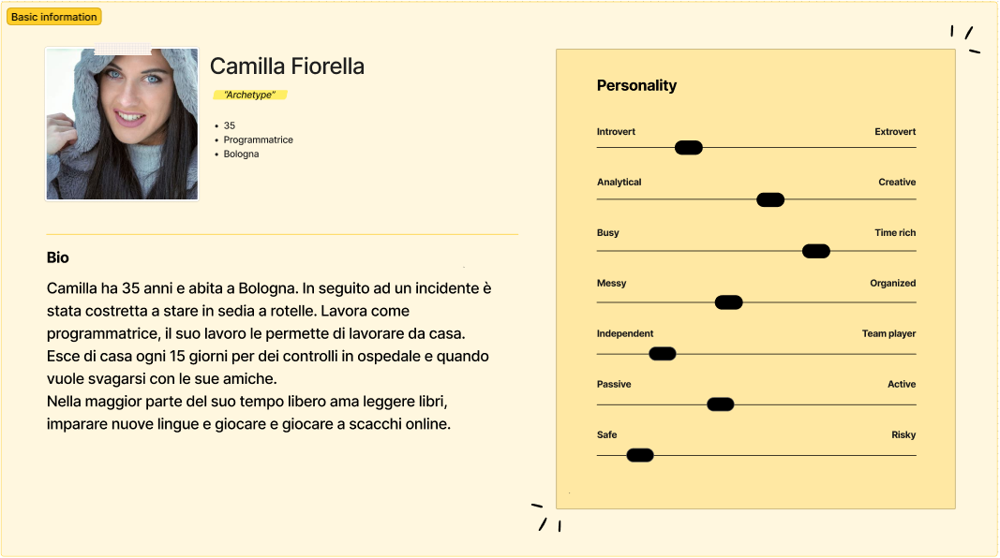 Basic information
Camilla Fiorella
"Archetype"
• 35
• Programmatrice
• Bologna
Bio
Camilla ha 35 anni e abita a Bologna. In seguito ad un incidente è
stata costretta a stare in sedia a rotelle. Lavora come
programmatrice, il suo lavoro le permette di lavorare da casa.
Esce di casa ogni 15 giorni per dei controlli in ospedale e quando
vuole svagarsi con le sue amiche.
Nella maggior parte del suo tempo libero ama leggere libri,
imparare nuove lingue e giocare e giocare a scacchi online.
Personality
Introvert Extrovert
Analytical Creative
Busy Time rich
Messy Organized
Independent Team player
Passive Active
Safe Risky